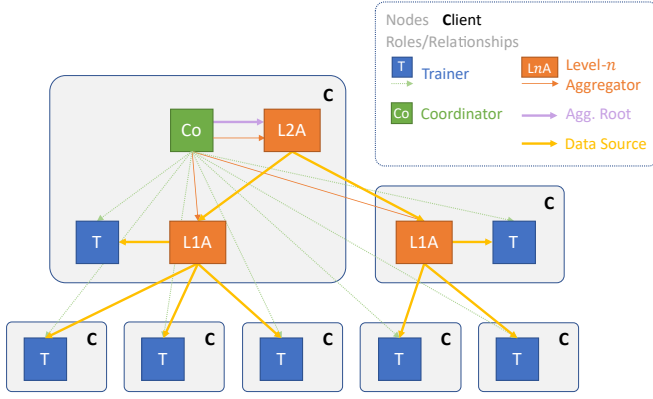 Nodes Client
Roles/Relationships
T Trainer
LnA Level-n
Aggregator
Co Coordinator
Agg. Root
Data Source
C
Co L2A
C
T L1A L1A T
C C C C C
T T T T T